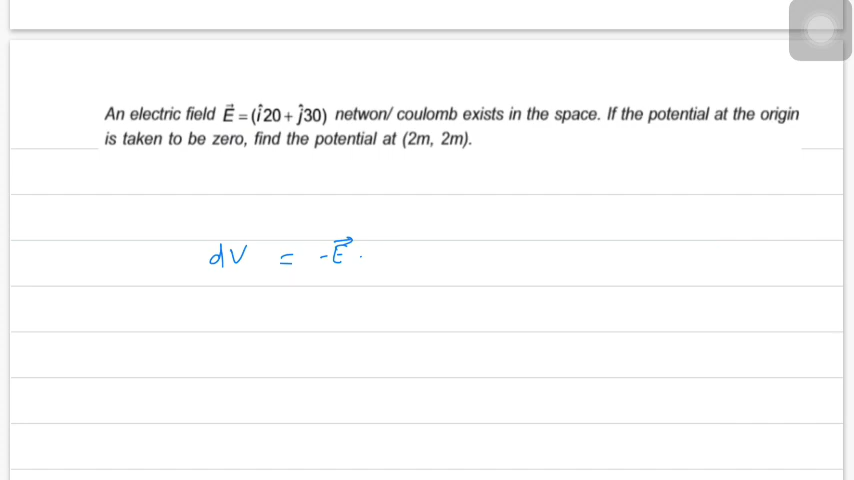 An electric field E⃗ = (î20 + ĵ30) netwon/ coulomb exists in the space. If the potential at the origin
is taken to be zero, find the potential at (2m, 2m).
dV = -E⃗ .